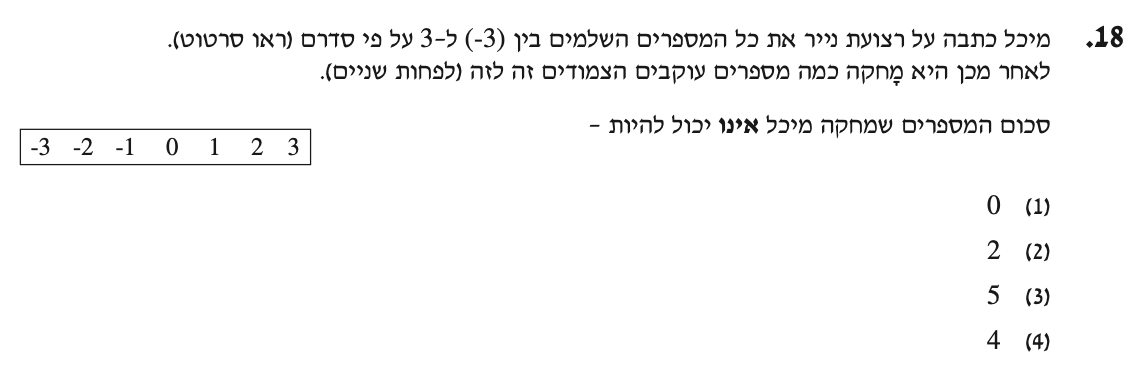 18. מיכל כתבה על רצועת נייר את כל המספרים השלמים בין (-3) ל-3 על פי סדרם (ראו סרטוט).
לאחר מכן היא מָחקה כמה מספרים עוקבים הצמודים זה לזה (לפחות שניים).
סכום המספרים שמחקה מיכל אינו יכול להיות –
-3 -2 -1 0 1 2 3
(1) 0
(2) 2
(3) 5
(4) 4